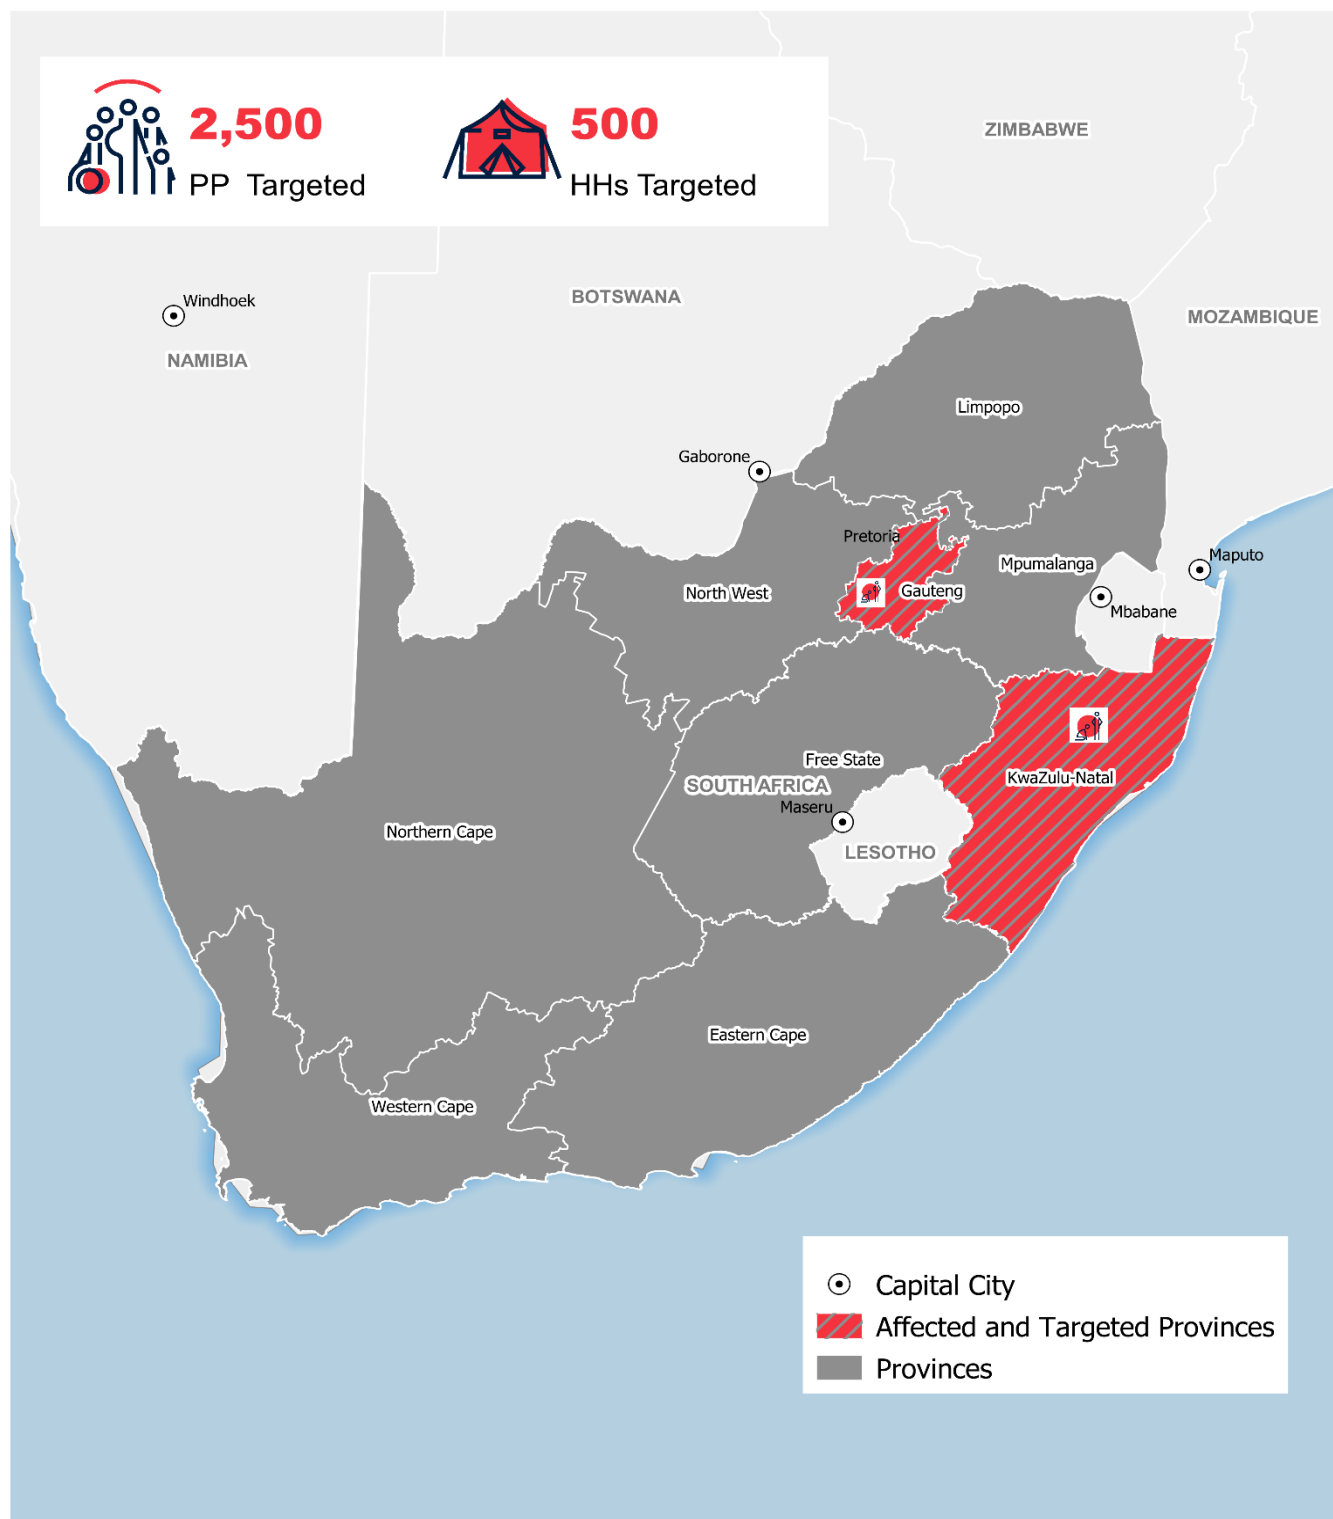 2,500
PP Targeted
500
HHs Targeted
ZIMBABWE
BOTSWANA
Windhoek
MOZAMBIQUE
NAMIBIA
Limpopo
Gaborone
Pretoria
Maputo
Mpumalanga
North West
Gauteng
Mbabane
Free State
KwaZulu-Natal
SOUTH AFRICA
Maseru
Northern Cape
LESOTHO
Eastern Cape
Western Cape
Capital City
Affected and Targeted Provinces
Provinces